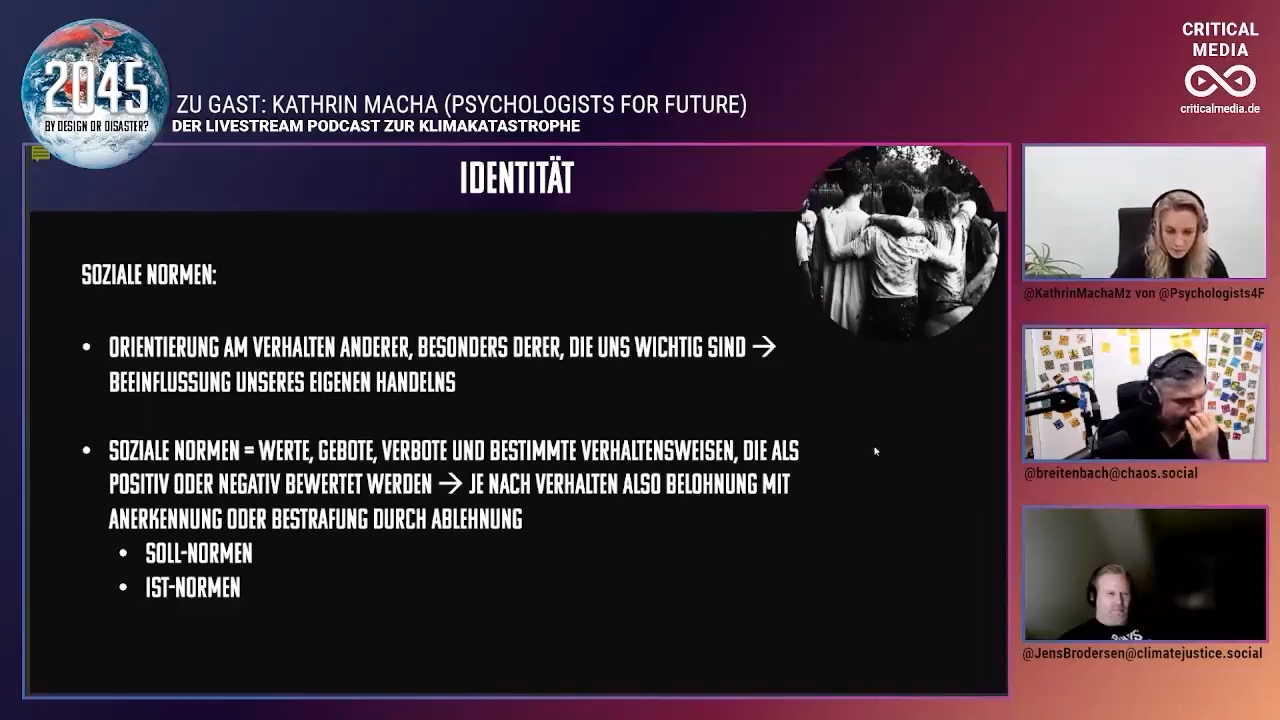 2045
BY DESIGN OR DISASTER?
ZU GAST: KATHRIN MACHA (PSYCHOLOGISTS FOR FUTURE)
DER LIVESTREAM PODCAST ZUR KLIMAKATASTROPHE
CRITICAL
MEDIA
criticalmedia.de
IDENTITÄT
SOZIALE NORMEN:
• ORIENTIERUNG AM VERHALTEN ANDERER, BESONDERS DERER, DIE UNS WICHTIG SIND →
BEEINFLUSSUNG UNSERES EIGENEN HANDELNS
• SOZIALE NORMEN = WERTE, GEBOTE, VERBOTE UND BESTIMMTE VERHALTENSWEISEN, DIE ALS
POSITIV ODER NEGATIV BEWERTET WERDEN → JE NACH VERHALTEN ALSO BELOHNUNG MIT
ANERKENNUNG ODER BESTRAFUNG DURCH ABLEHNUNG
• SOLL-NORMEN
• IST-NORMEN
@KathrinMachaMz von @Psychologists4F
@breitenbach@chaos.social
@JensBrodersen@climatejustice.social